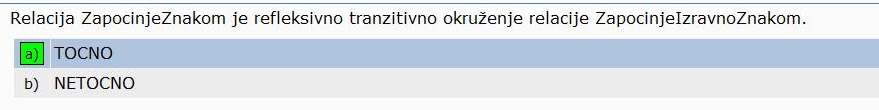 Relacija ZapocinjeZnakom je refleksivno tranzitivno okruženje relacije ZapocinjeIzravnoZnakom.
a) TOCNO
b) NETOCNO